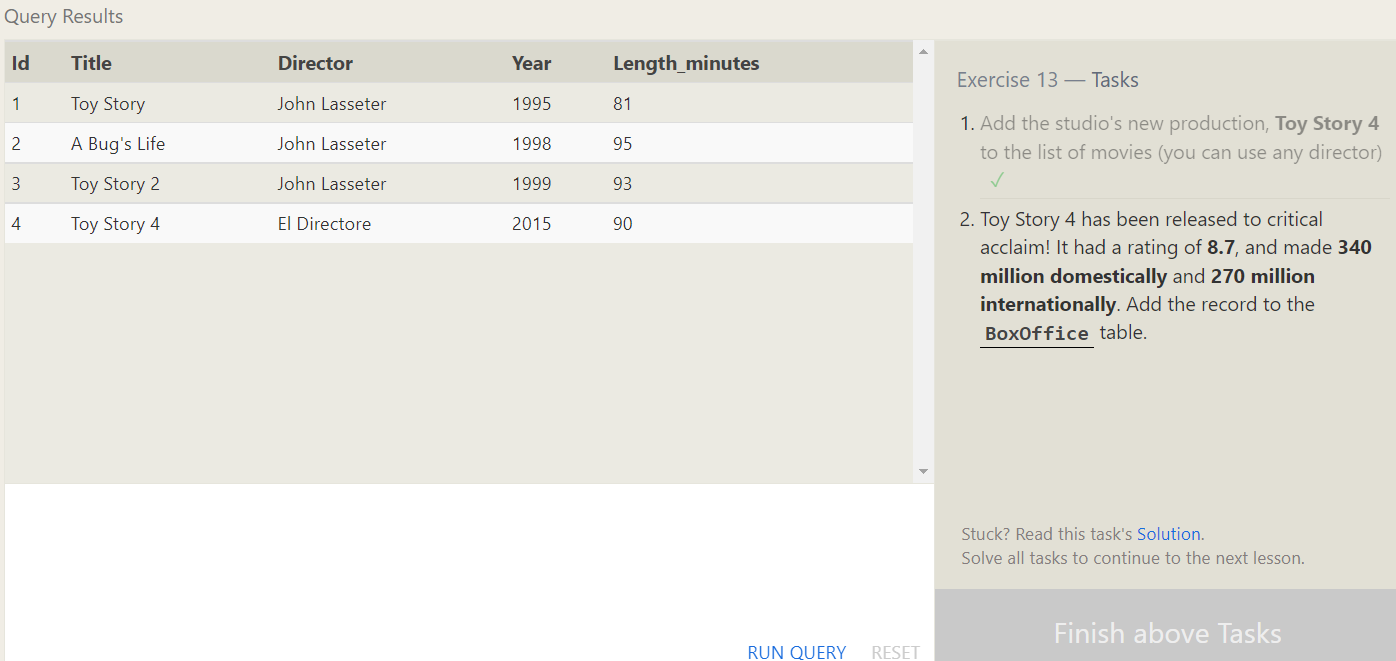 Query Results
Id Title Director Year Length_minutes
1 Toy Story John Lasseter 1995 81
2 A Bug's Life John Lasseter 1998 95
3 Toy Story 2 John Lasseter 1999 93
4 Toy Story 4 El Directore 2015 90
Exercise 13 — Tasks
1. Add the studio's new production, Toy Story 4
to the list of movies (you can use any director)
✓
2. Toy Story 4 has been released to critical
acclaim! It had a rating of 8.7, and made 340
million domestically and 270 million
internationally. Add the record to the
BoxOffice table.
Stuck? Read this task's Solution.
Solve all tasks to continue to the next lesson.
Finish above Tasks
RUN QUERY RESET